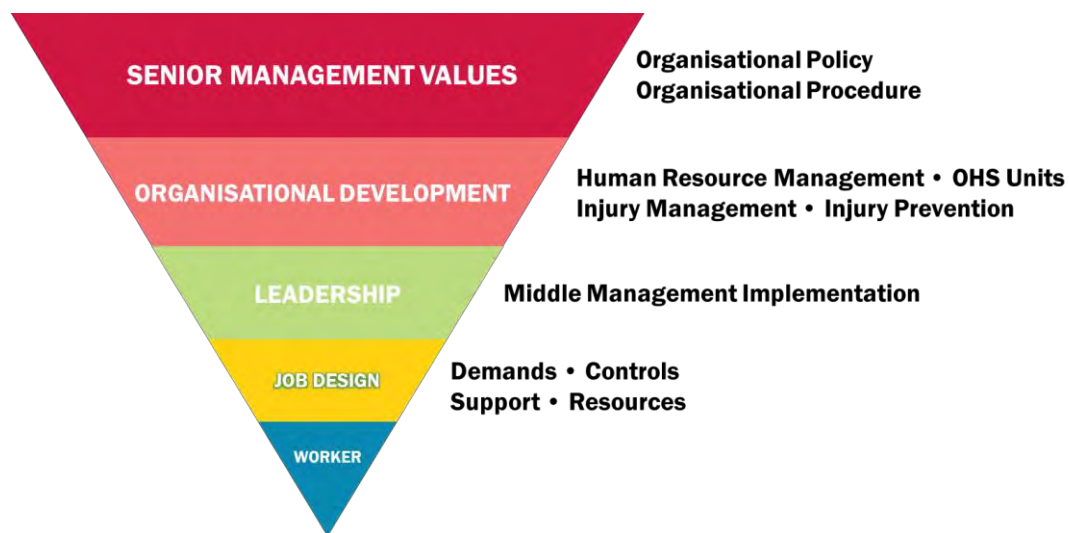 SENIOR MANAGEMENT VALUES
Organisational Policy
Organisational Procedure
ORGANISATIONAL DEVELOPMENT
Human Resource Management • OHS Units
Injury Management • Injury Prevention
LEADERSHIP
Middle Management Implementation
JOB DESIGN
Demands • Controls
Support • Resources
WORKER